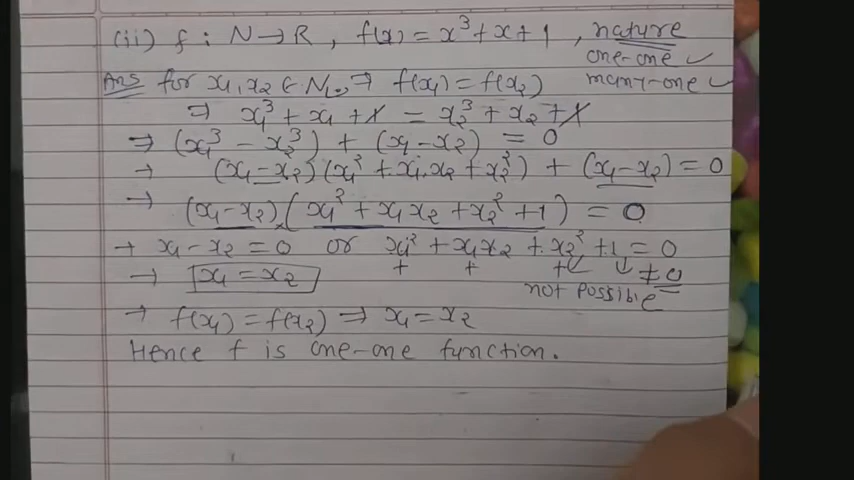 (ii) f : N → R , f(x) = x³ + x + 1 , nature
one-one ✓
many-one ✓
Ans for x₁, x₂ ∈ N, ⇒ f(x₁) = f(x₂)
⇒ x₁³ + x₁ + 1 = x₂³ + x₂ + 1
⇒ (x₁³ - x₂³) + (x₁ - x₂) = 0
→ (x₁ - x₂)(x₁² + x₁.x₂ + x₂²) + (x₁ - x₂) = 0
→ (x₁ - x₂)(x₁² + x₁x₂ + x₂² + 1) = 0
→ x₁ - x₂ = 0 or x₁² + x₁x₂ + x₂² + 1 = 0
+ + + ≠ 0
→ x₁ = x₂
not possible
→ f(x₁) = f(x₂) ⇒ x₁ = x₂
Hence f is one-one function.